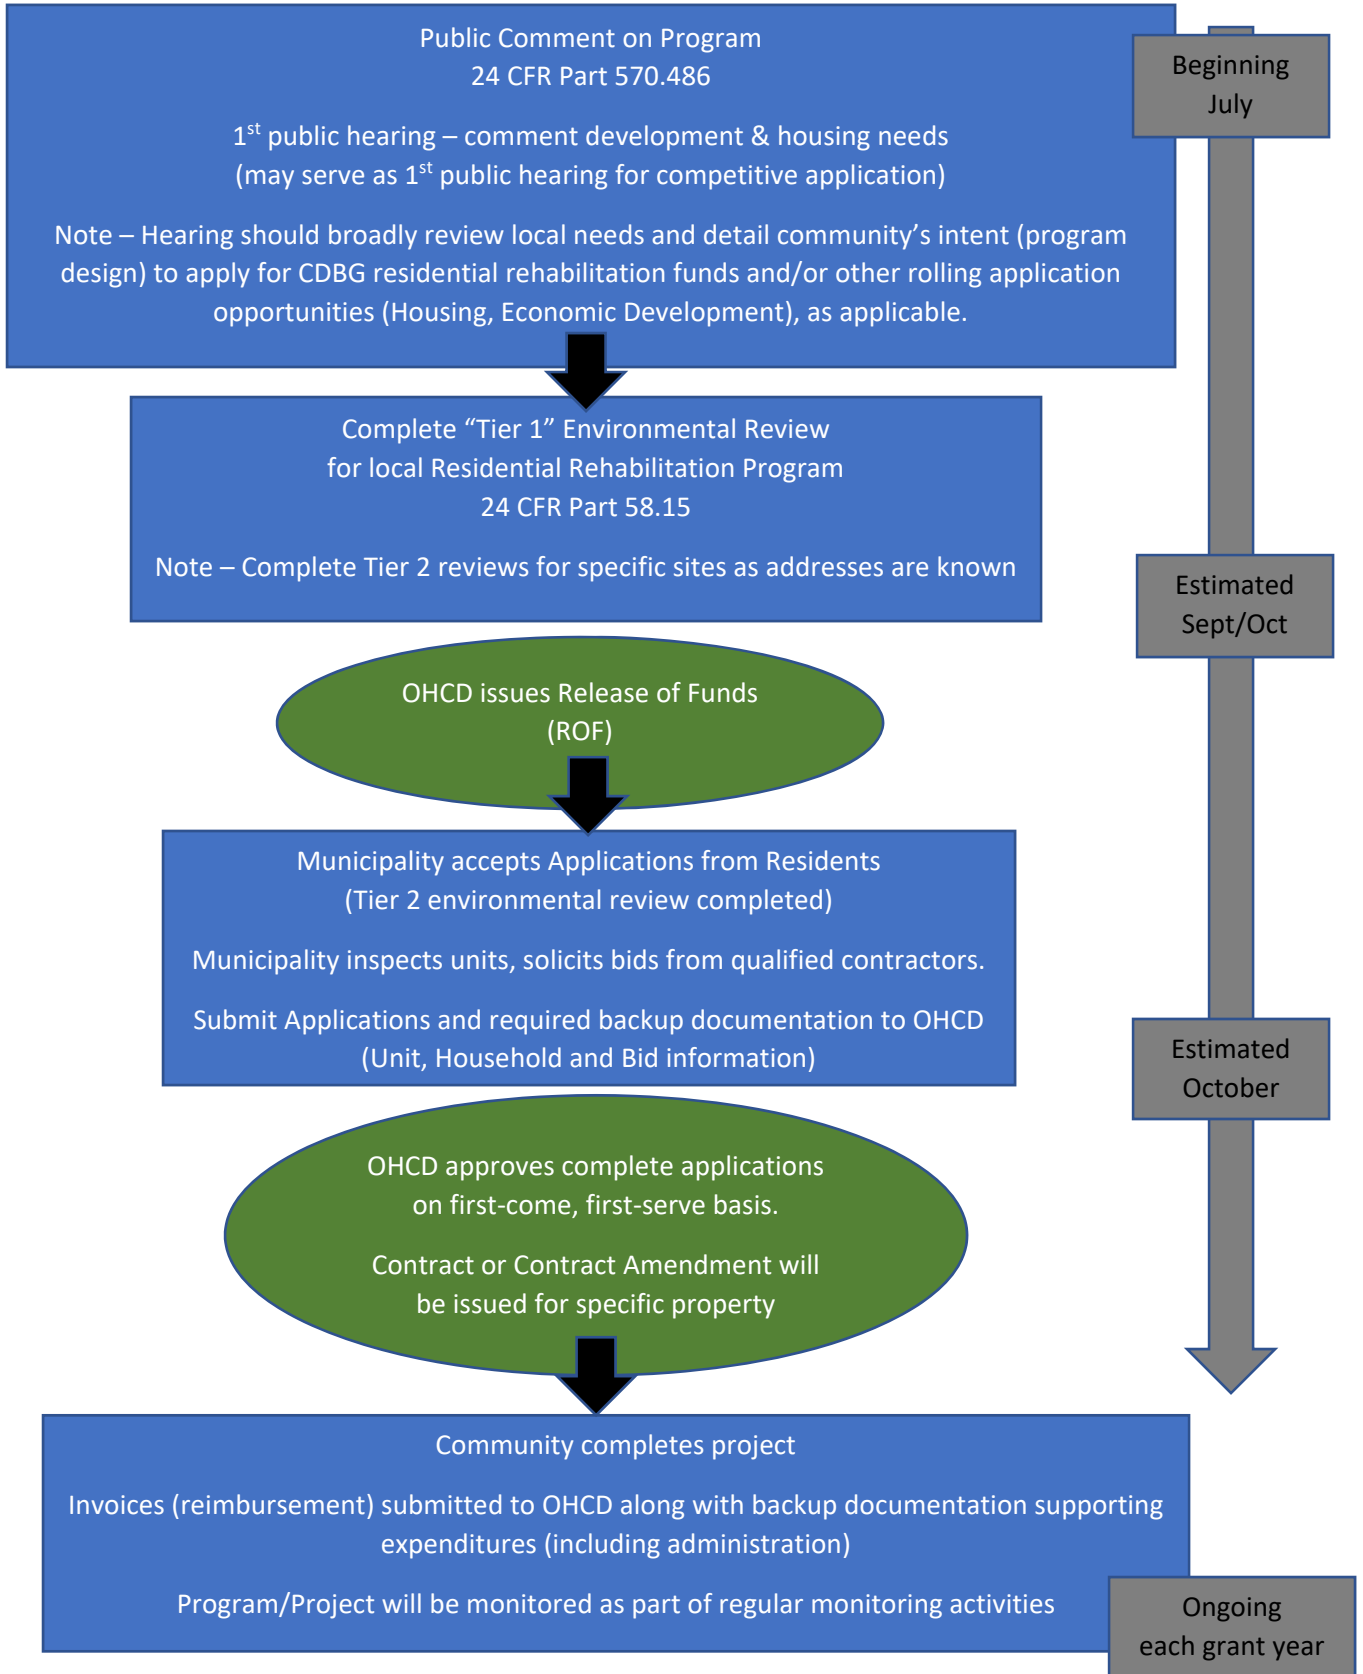 Public Comment on Program
24 CFR Part 570.486
1st public hearing – comment development & housing needs
(may serve as 1st public hearing for competitive application)
Note – Hearing should broadly review local needs and detail community’s intent (program
design) to apply for CDBG residential rehabilitation funds and/or other rolling application
opportunities (Housing, Economic Development), as applicable.
Beginning
July
Complete “Tier 1” Environmental Review
for local Residential Rehabilitation Program
24 CFR Part 58.15
Note – Complete Tier 2 reviews for specific sites as addresses are known
Estimated
Sept/Oct
OHCD issues Release of Funds
(ROF)
Municipality accepts Applications from Residents
(Tier 2 environmental review completed)
Municipality inspects units, solicits bids from qualified contractors.
Submit Applications and required backup documentation to OHCD
(Unit, Household and Bid information)
Estimated
October
OHCD approves complete applications
on first-come, first-serve basis.
Contract or Contract Amendment will
be issued for specific property
Community completes project
Invoices (reimbursement) submitted to OHCD along with backup documentation supporting
expenditures (including administration)
Program/Project will be monitored as part of regular monitoring activities
Ongoing
each grant year